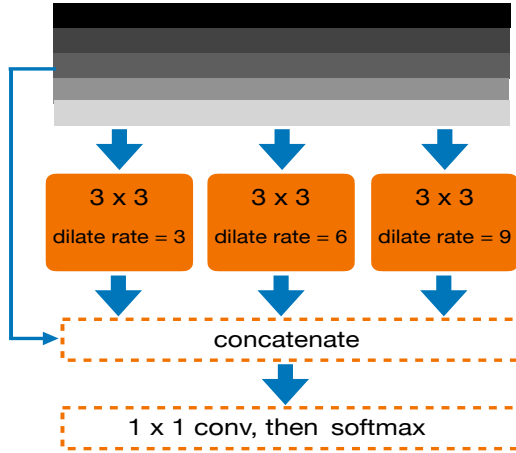 3 x 3
dilate rate = 3
3 x 3
dilate rate = 6
3 x 3
dilate rate = 9
concatenate
1 x 1 conv, then softmax